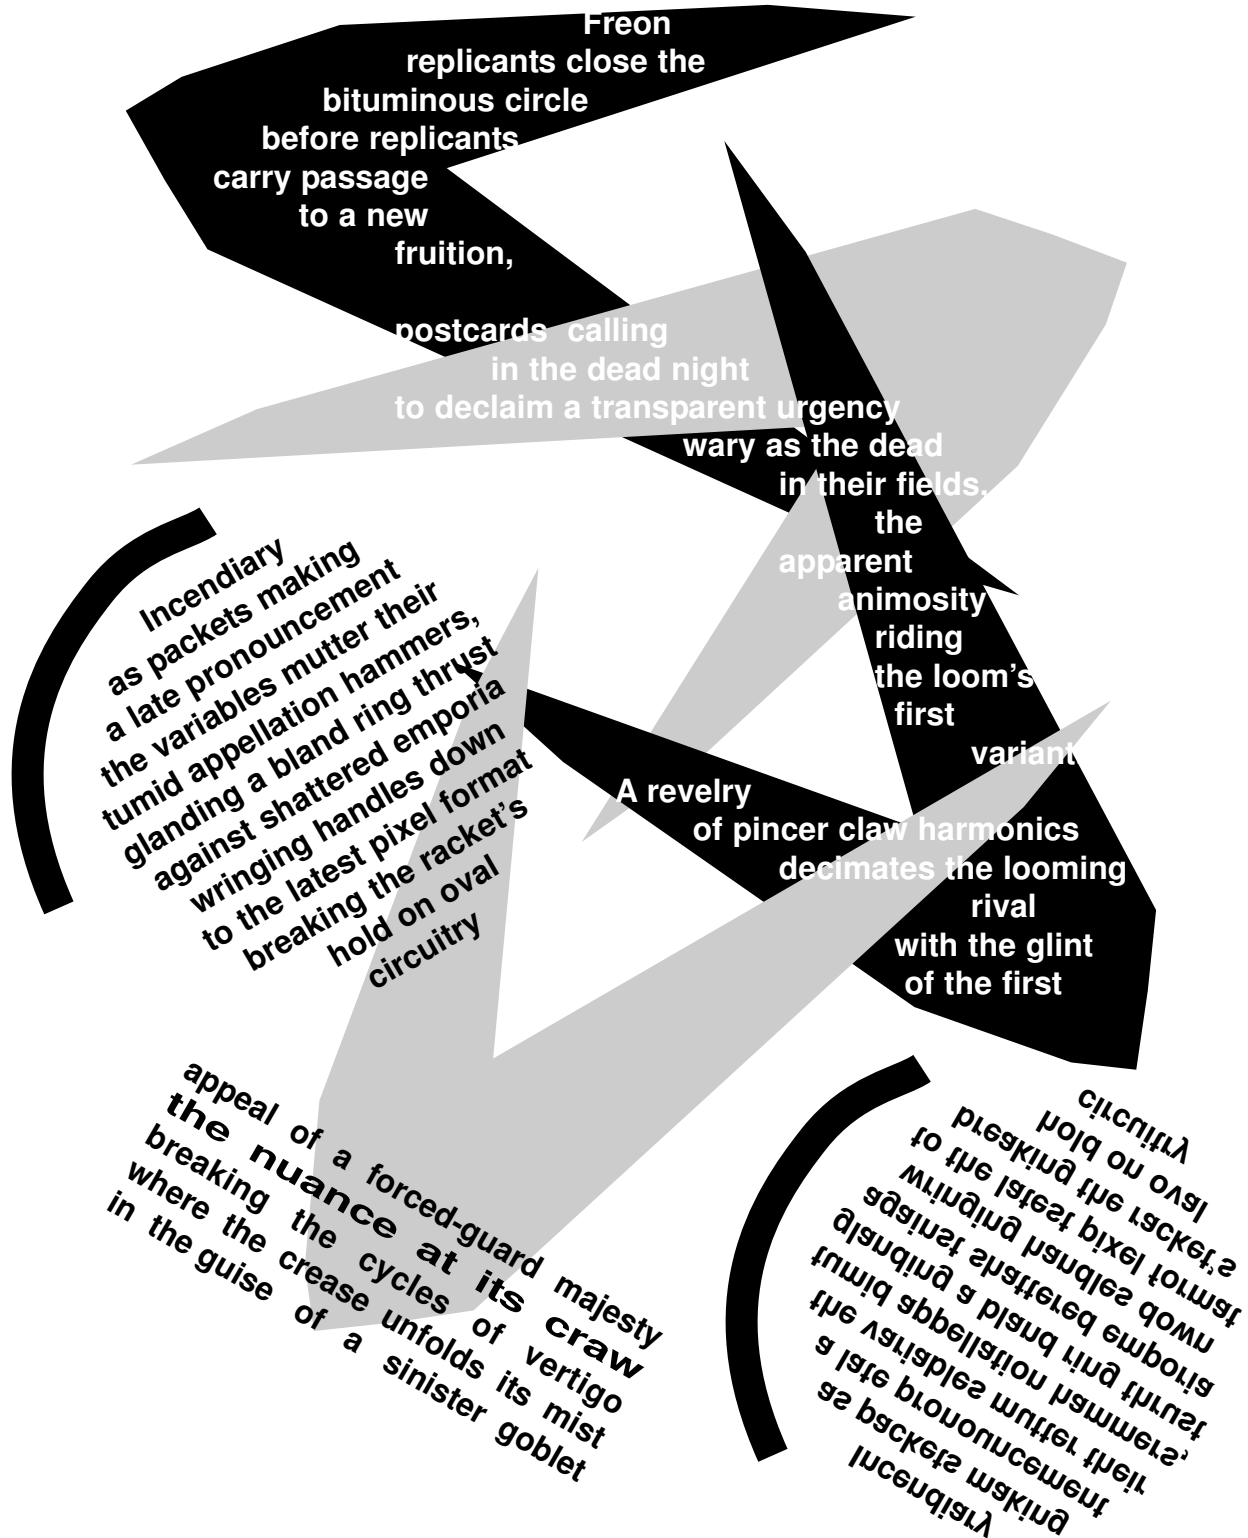 Freon
replicants close the
bituminous circle
before replicants
carry passage
to a new
fruition,
postcards calling
in the dead night
to declaim a transparent urgency
wary as the dead
in their fields,
the
apparent
animosity
riding
the loom's
first
variant
A revelry
of pincer claw harmonics
decimates the looming
rival
with the glint
of the first
Incendiary
as packets making
a late pronouncement
the variables mutter their
tumid appellation hammers,
glanding a bland ring thrust
against shattered emporia
wringing handles down
to the latest pixel format
breaking the racket's
hold on oval
circuitry
appeal of a forced-guard majesty
the nuance at its craw
breaking the cycles of vertigo
where the crease unfolds its mist
in the guise of a sinister goblet
circuitry
hold on oval
breaking the racket's
to the latest pixel format
wringing handles down
against shattered emporia
glanding a bland ring thrust
tumid appellation hammers,
the variables mutter their
a late pronouncement
as packets making
Incendiary